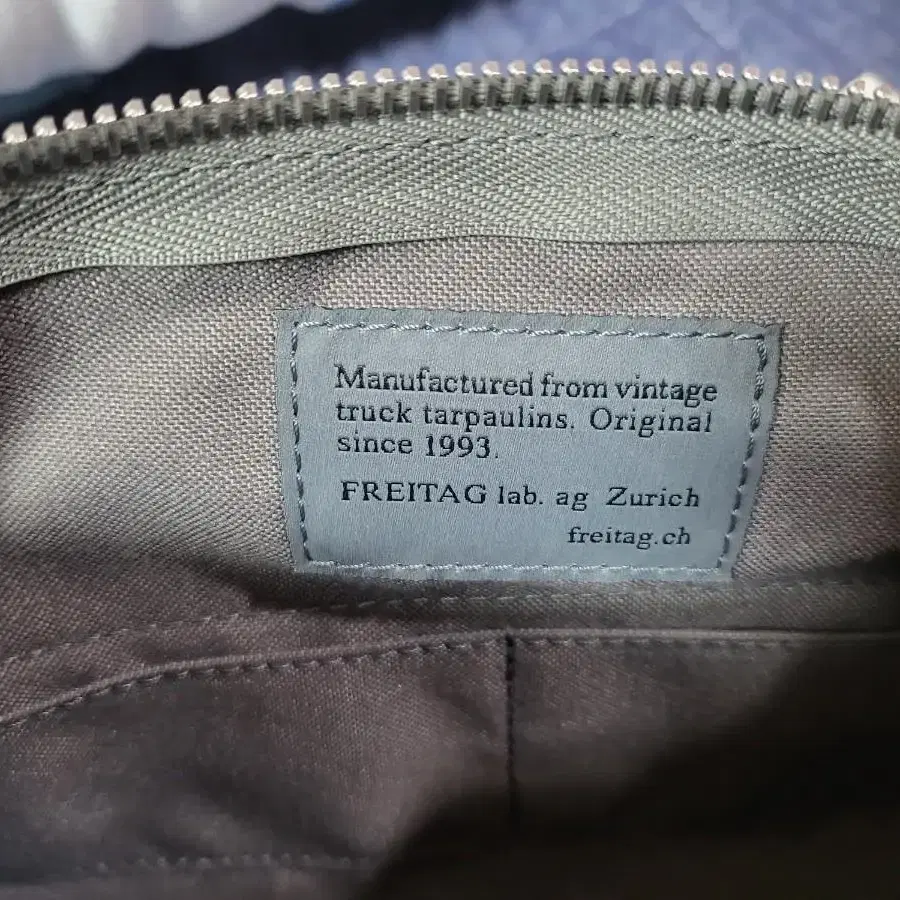 Manufactured from vintage
truck tarpaulins. Original
since 1993.
FREITAG lab. ag Zurich
freitag.ch